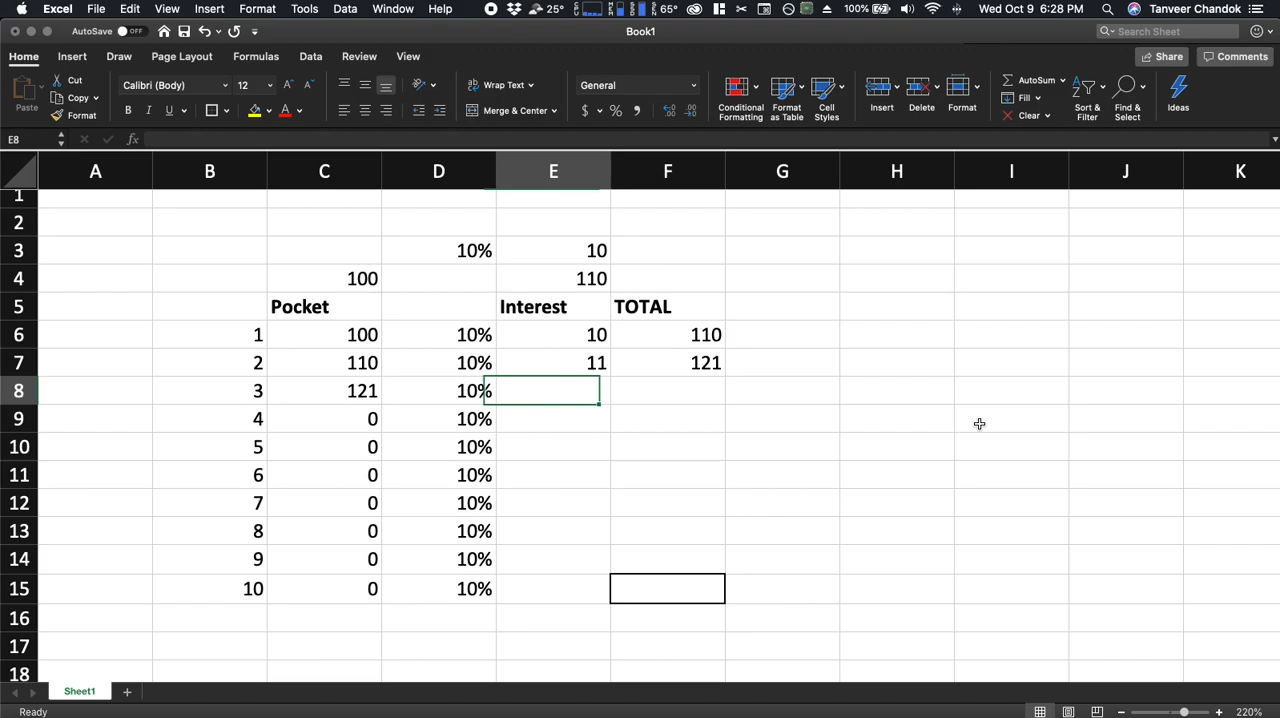 Excel File Edit View Insert Format Tools Data Window Help 25° 65° 100% Wed Oct 9 6:28 PM Tanveer Chandok
AutoSave OFF Book1 Search Sheet
Home Insert Draw Page Layout Formulas Data Review View Share Comments
Paste Cut Calibri (Body) 12 Wrap Text General AutoSum
Copy Fill
Format B I U Merge & Center $ % Clear
Conditional Formatting Format as Table Cell Styles Insert Delete Format Sort & Filter Find & Select Ideas
E8 fx
A B C D E F G H I J K
1
2
3 10% 10
4 100 110
5 Pocket Interest TOTAL
6 1 100 10% 10 110
7 2 110 10% 11 121
8 3 121 10%
9 4 0 10%
10 5 0 10%
11 6 0 10%
12 7 0 10%
13 8 0 10%
14 9 0 10%
15 10 0 10%
16
17
18
Sheet1 +
Ready 220%